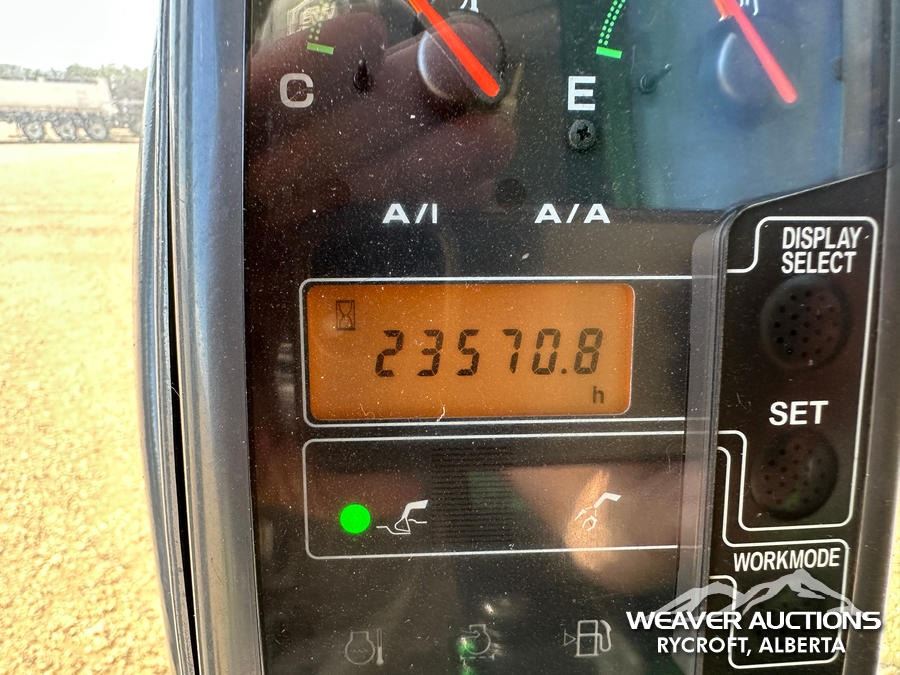 C
E
A/I
A/A
DISPLAY
SELECT
23570.8
h
SET
WORKMODE
WEAVER AUCTIONS
RYCROFT, ALBERTA